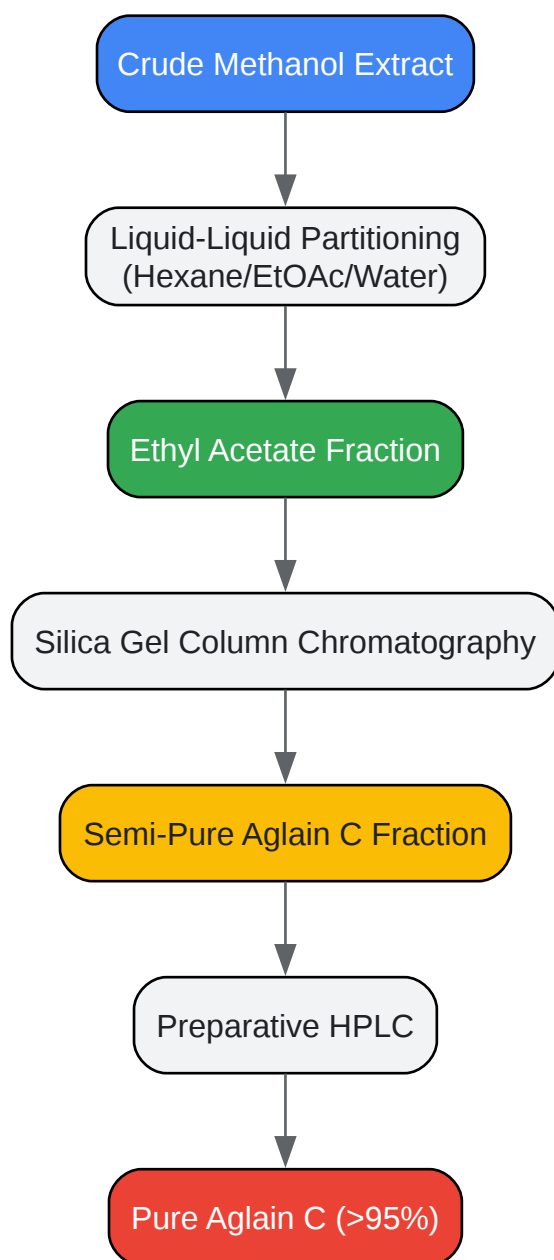 Crude Methanol Extract
Liquid-Liquid Partitioning
(Hexane/EtOAc/Water)
Ethyl Acetate Fraction
Silica Gel Column Chromatography
Semi-Pure Aglain C Fraction
Preparative HPLC
Pure Aglain C (>95%)